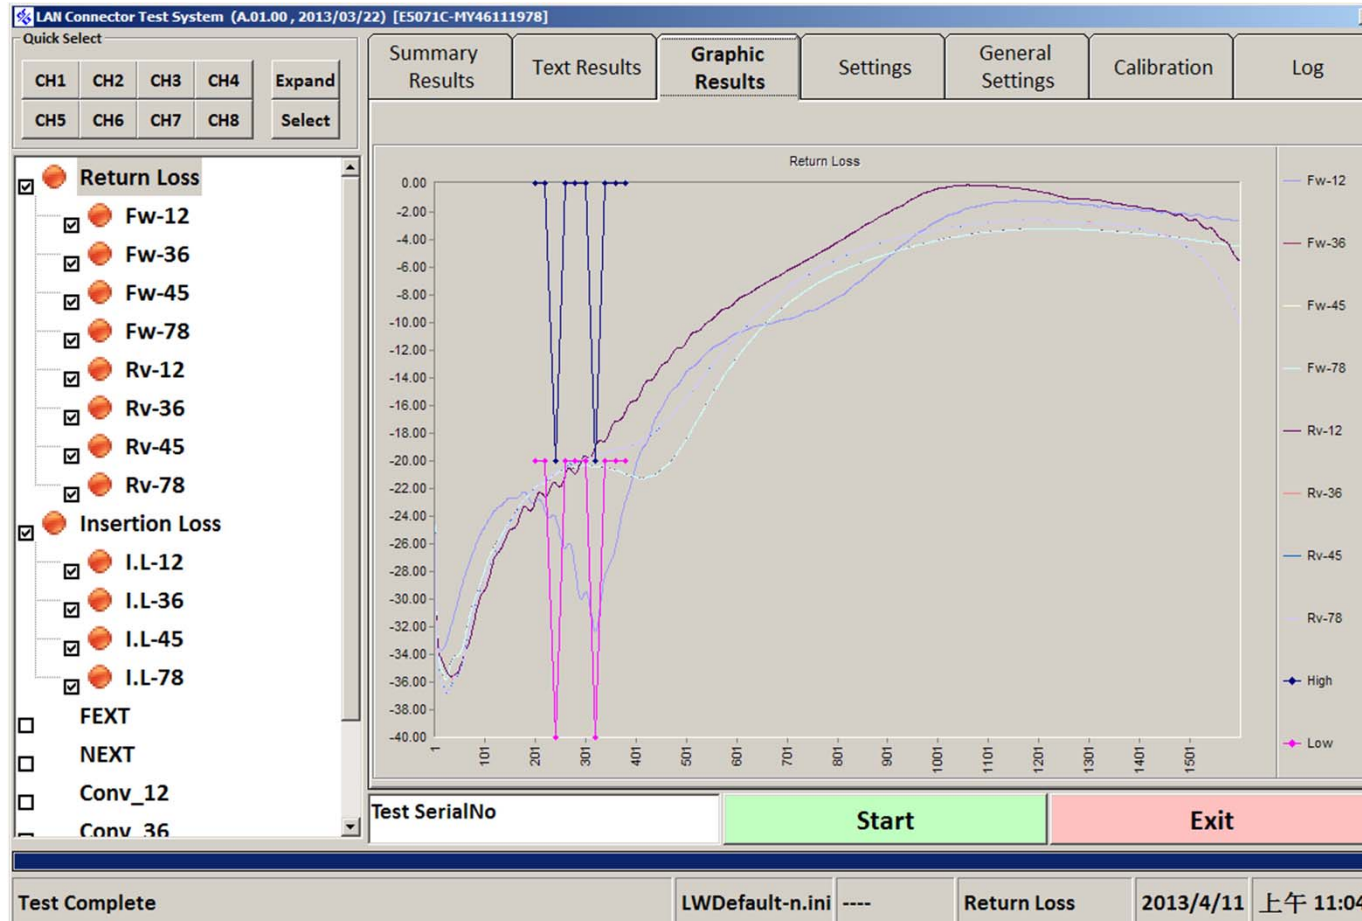 LAN Connector Test System (A.01.00 , 2013/03/22) [E5071C-MY46111978]
Quick Select
CH1 CH2 CH3 CH4 Expand
CH5 CH6 CH7 CH8 Select
Summary Results Text Results Graphic Results Settings General Settings Calibration Log
Return Loss
Fw-12
Fw-36
Fw-45
Fw-78
Rv-12
Rv-36
Rv-45
Rv-78
Insertion Loss
I.L-12
I.L-36
I.L-45
I.L-78
FEXT
NEXT
Conv_12
Conv_36
Return Loss
0.00
-2.00
-4.00
-6.00
-8.00
-10.00
-12.00
-14.00
-16.00
-18.00
-20.00
-22.00
-24.00
-26.00
-28.00
-30.00
-32.00
-34.00
-36.00
-38.00
-40.00
1 101 201 301 401 501 601 701 801 901 1001 1101 1201 1301 1401 1501
Fw-12
Fw-36
Fw-45
Fw-78
Rv-12
Rv-36
Rv-45
Rv-78
High
Low
Test SerialNo Start Exit
Test Complete LWDefault-n.ini ---- Return Loss 2013/4/11 上午 11:04